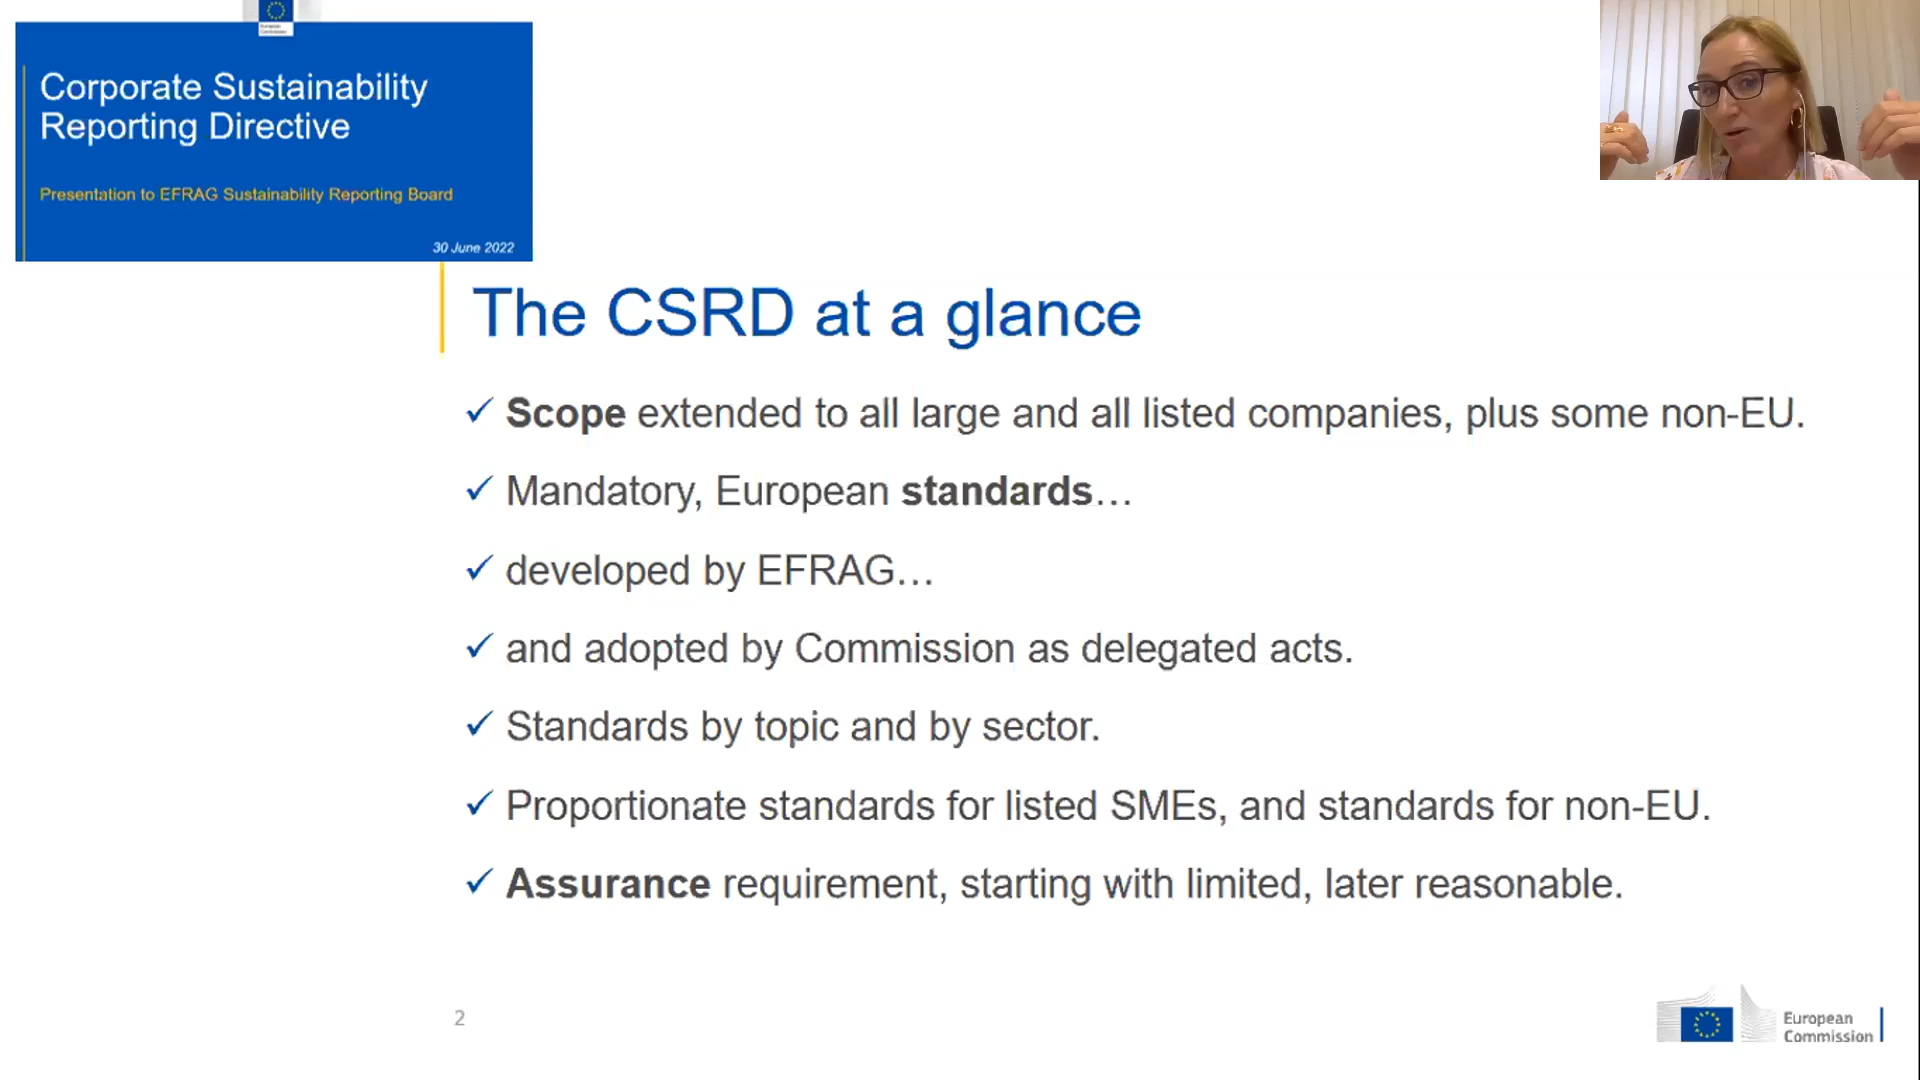 Corporate Sustainability
Reporting Directive
Presentation to EFRAG Sustainability Reporting Board
30 June 2022
The CSRD at a glance
✓ Scope extended to all large and all listed companies, plus some non-EU.
✓ Mandatory, European standards…
✓ developed by EFRAG…
✓ and adopted by Commission as delegated acts.
✓ Standards by topic and by sector.
✓ Proportionate standards for listed SMEs, and standards for non-EU.
✓ Assurance requirement, starting with limited, later reasonable.
2
European
Commission